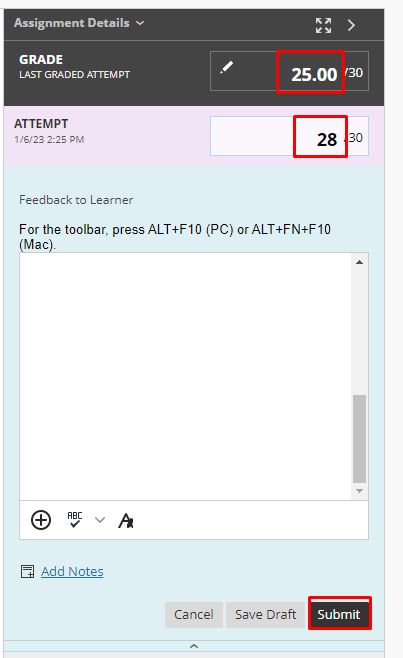 Assignment Details
GRADE
LAST GRADED ATTEMPT
25.00 /30
ATTEMPT
1/6/23 2:25 PM
28 /30
Feedback to Learner
For the toolbar, press ALT+F10 (PC) or ALT+FN+F10
(Mac).
ABC
A
Add Notes
Cancel Save Draft Submit